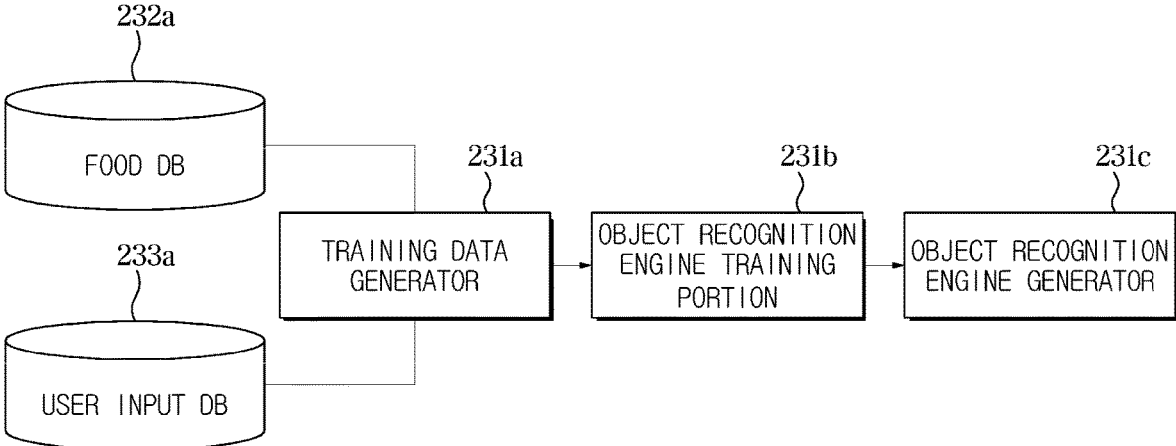 232a
FOOD DB
233a
USER INPUT DB
231a
TRAINING DATA
GENERATOR
231b
OBJECT RECOGNITION
ENGINE TRAINING
PORTION
231c
OBJECT RECOGNITION
ENGINE GENERATOR